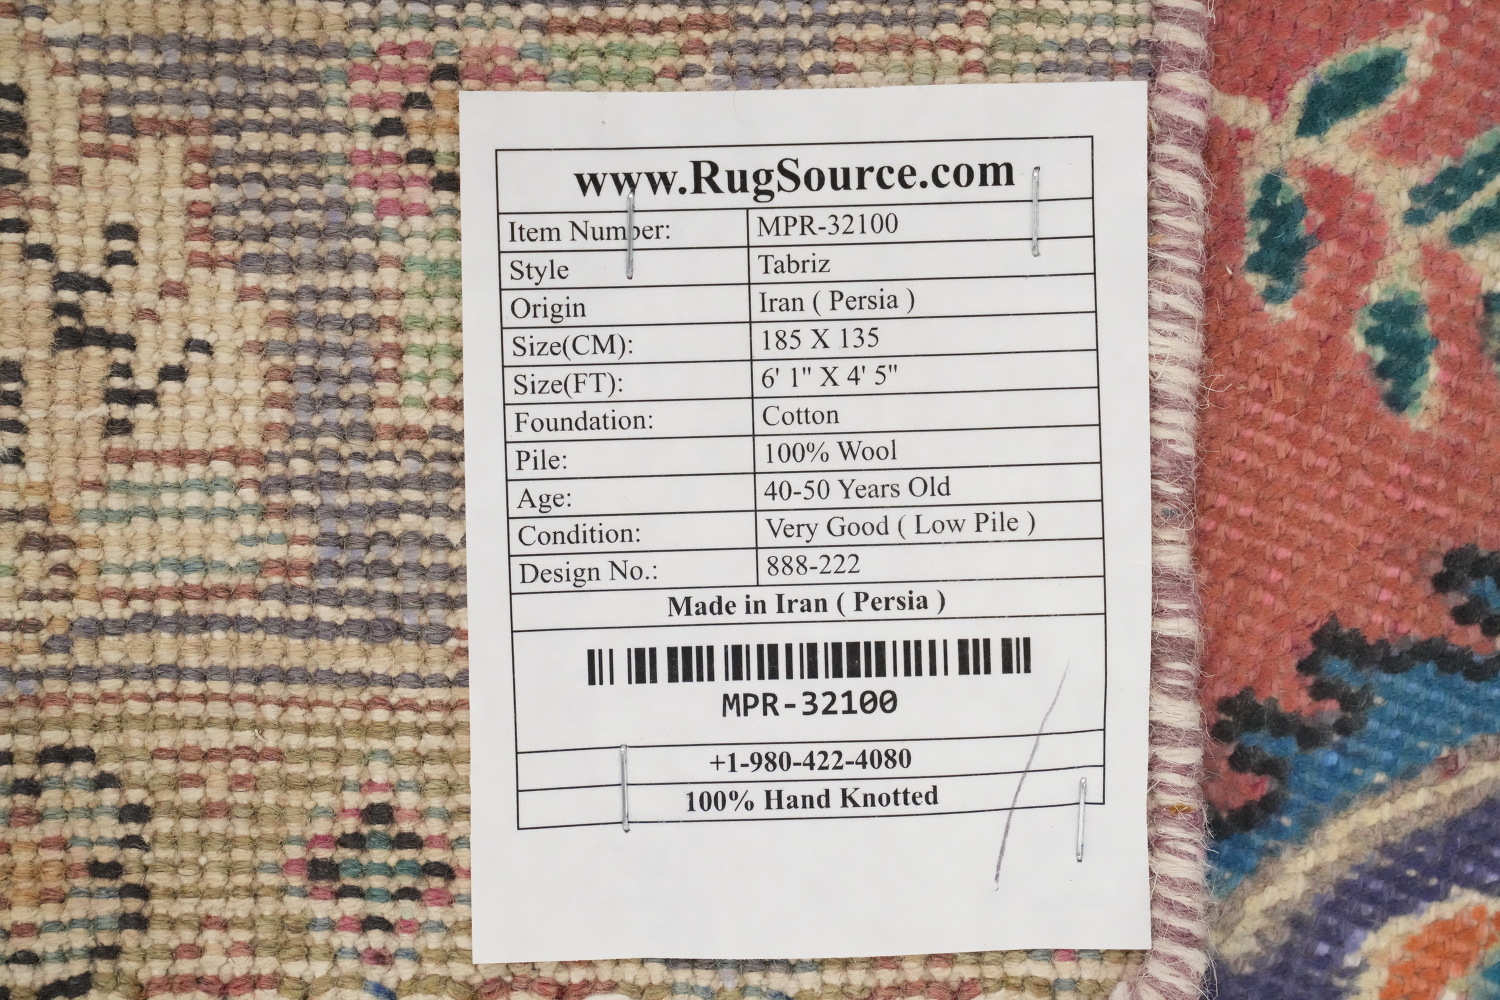 www.RugSource.com
Item Number: MPR-32100
Style Tabriz
Origin Iran ( Persia )
Size(CM): 185 X 135
Size(FT): 6' 1" X 4' 5"
Foundation: Cotton
Pile: 100% Wool
Age: 40-50 Years Old
Condition: Very Good ( Low Pile )
Design No.: 888-222
Made in Iran ( Persia )
MPR-32100
+1-980-422-4080
100% Hand Knotted